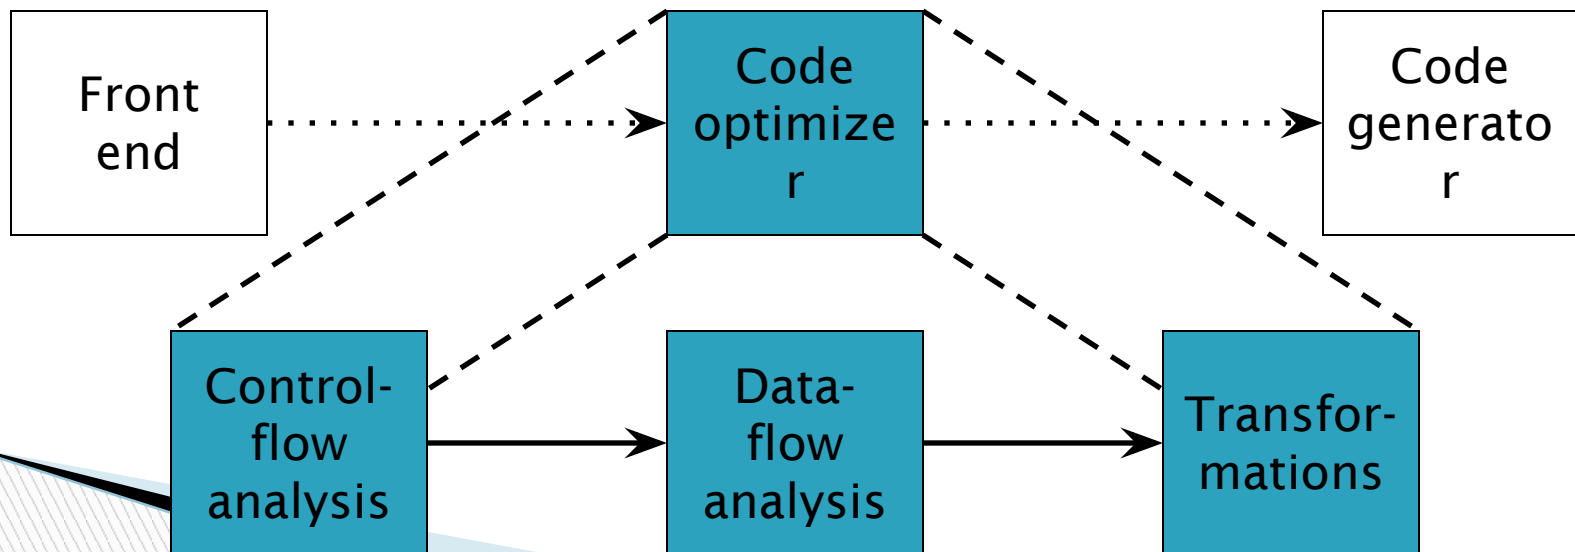 Front
end
Code
optimize
r
Code
generato
r
Control-
flow
analysis
Data-
flow
analysis
Transfor-
mations